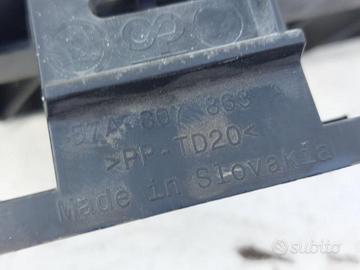 57A 807 863
>PP-TD20<
Made in Slovakia
subito